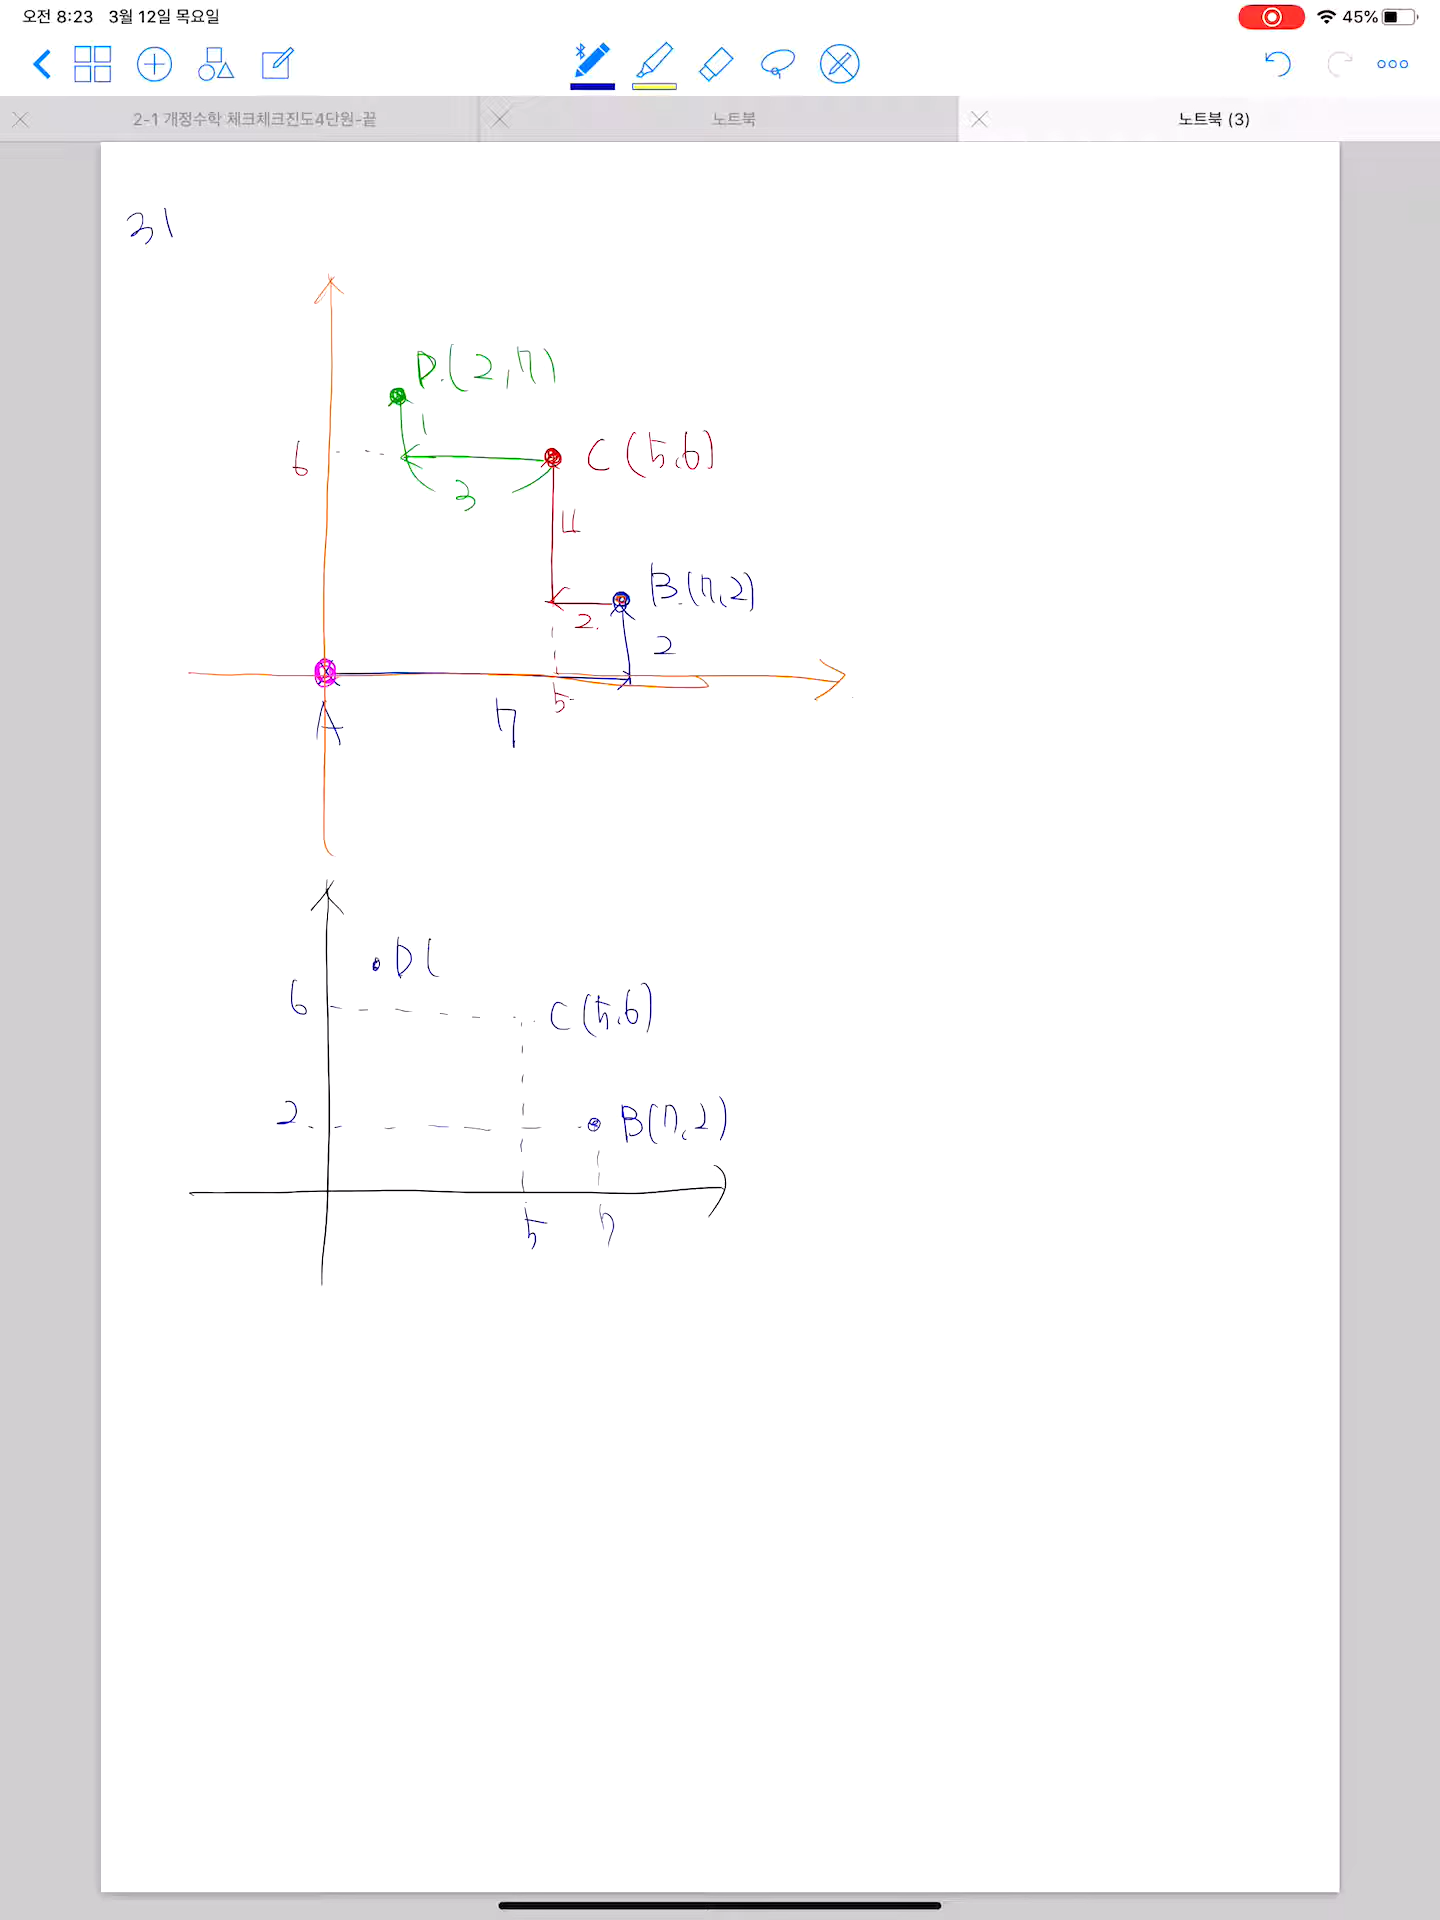 오전 8:23 3월 12일 목요일 45%
2-1 개정수학 체크체크진도4단원-끝 노트북 노트북 (3)
31
D.(2,7)
1
6 C(5,6)
3
4
B.(7,2)
2. 2
5
A 7
D(
6 C(5,6)
2 B(7,2)
5 7